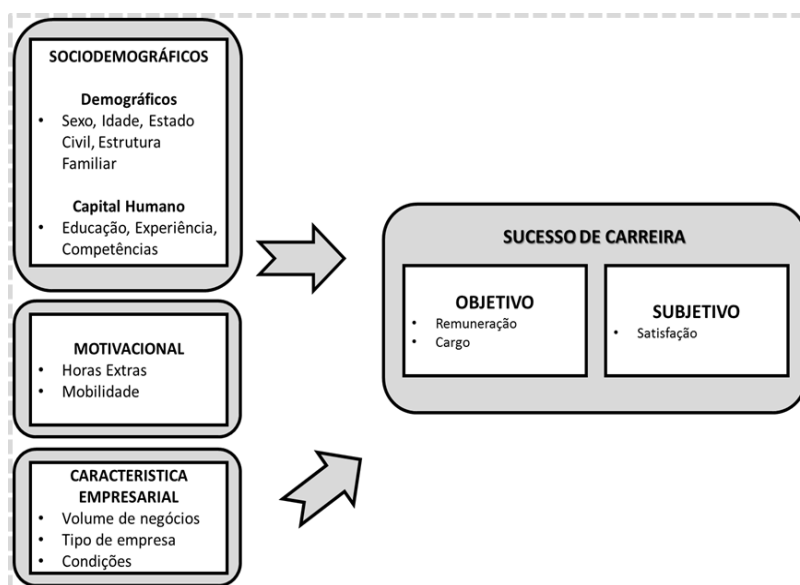 SOCIODEMOGRÁFICOS
Demográficos
• Sexo, Idade, Estado
Civil, Estrutura
Familiar
Capital Humano
• Educação, Experiência,
Competências
MOTIVACIONAL
• Horas Extras
• Mobilidade
CARACTERISTICA
EMPRESARIAL
• Volume de negócios
• Tipo de empresa
• Condições
SUCESSO DE CARREIRA
OBJETIVO
• Remuneração
• Cargo
SUBJETIVO
• Satisfação